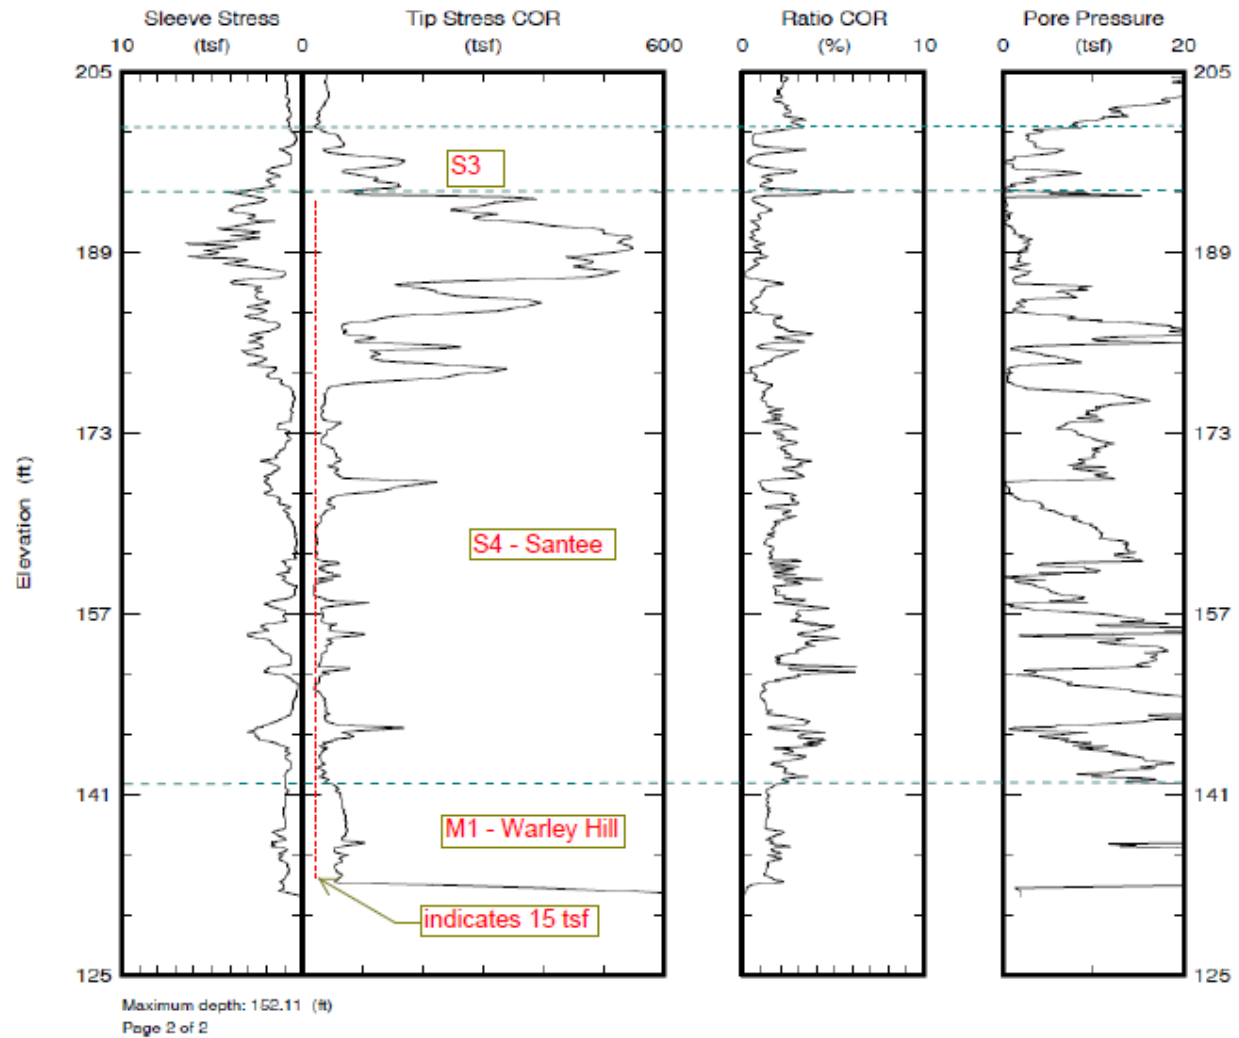 Sleeve Stress Tip Stress COR Ratio COR Pore Pressure
(tsf) (tsf) (%) (tsf)
10 0 600 0 10 0 20
205 205
S3
189 189
173 173
Elevation (ft)
S4 - Santee
157 157
141 141
M1 - Warley Hill
indicates 15 tsf
125 125
Maximum depth: 152.11 (ft)
Page 2 of 2